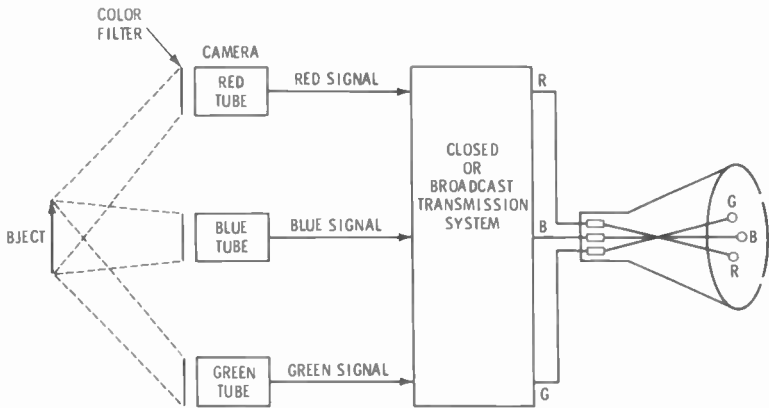 COLOR
FILTER
CAMERA
RED
TUBE
RED SIGNAL
R
CLOSED
OR
BROADCAST
TRANSMISSION
SYSTEM
BJECT
BLUE
TUBE
BLUE SIGNAL
B
G
B
R
GREEN
TUBE
GREEN SIGNAL
G